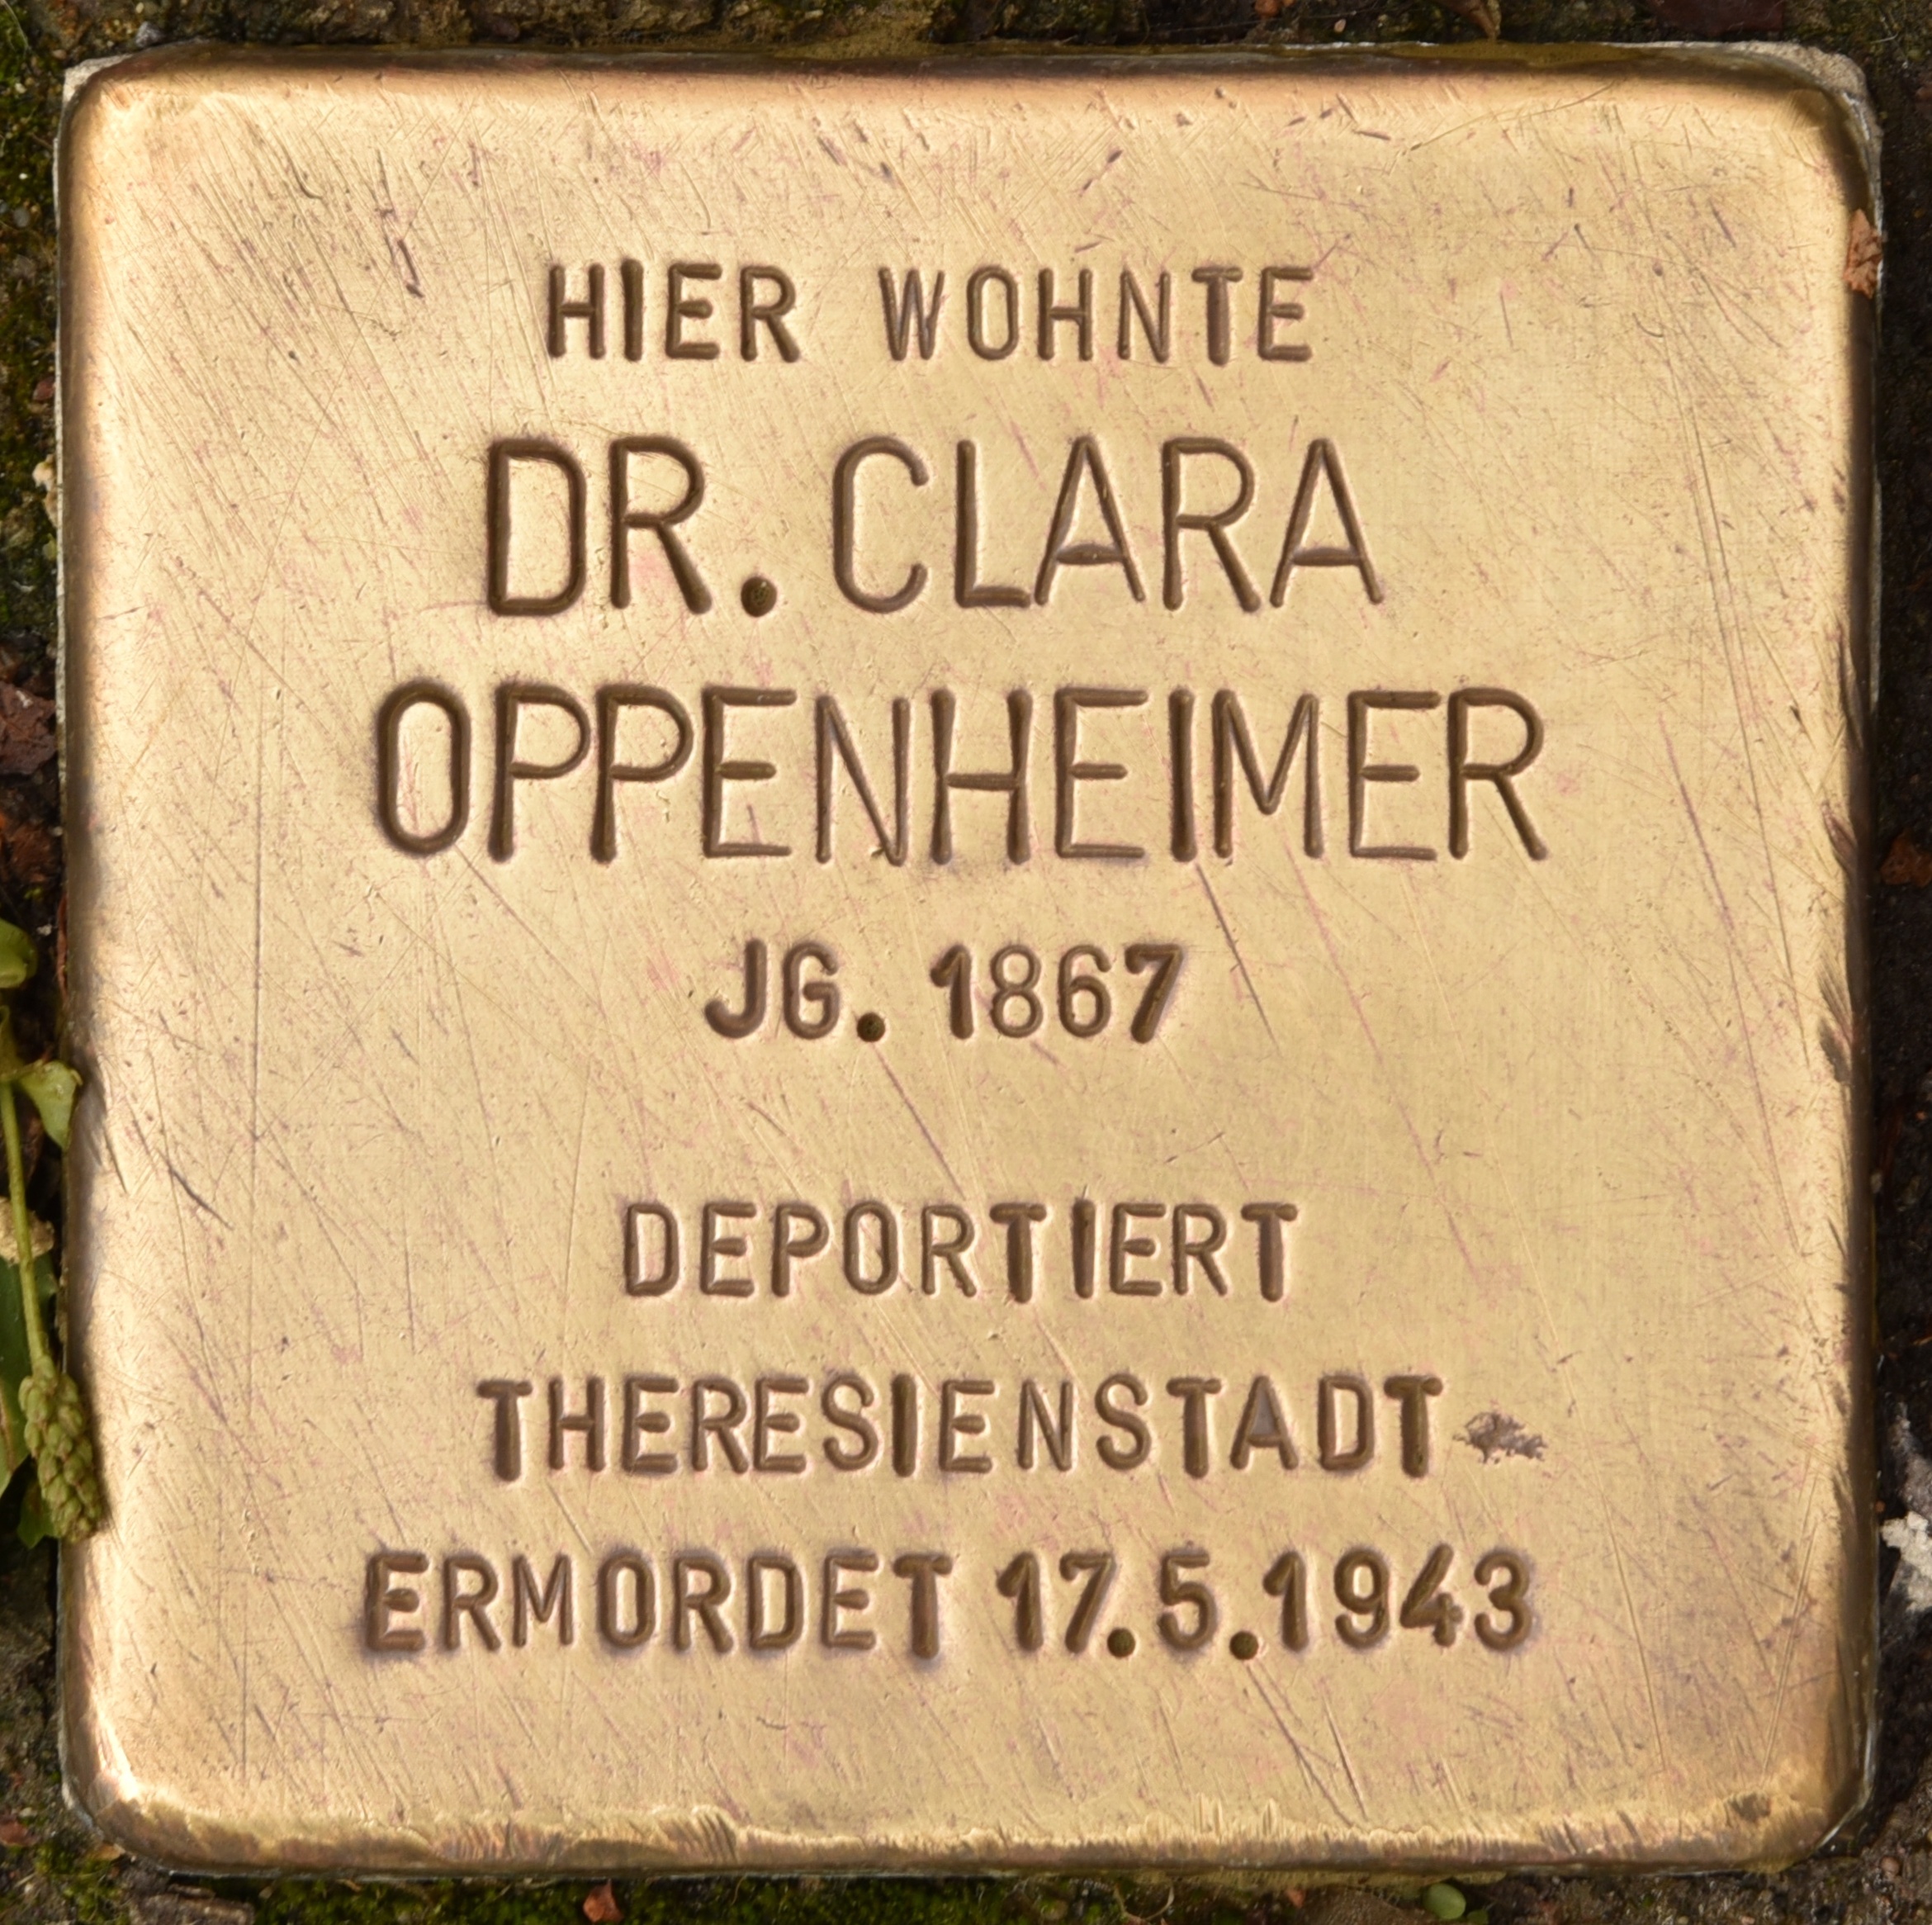 HIER WOHNTE
DR. CLARA
OPPENHEIMER
JG. 1867
DEPORTIERT
THERESIENSTADT
ERMORDET 17.5.1943